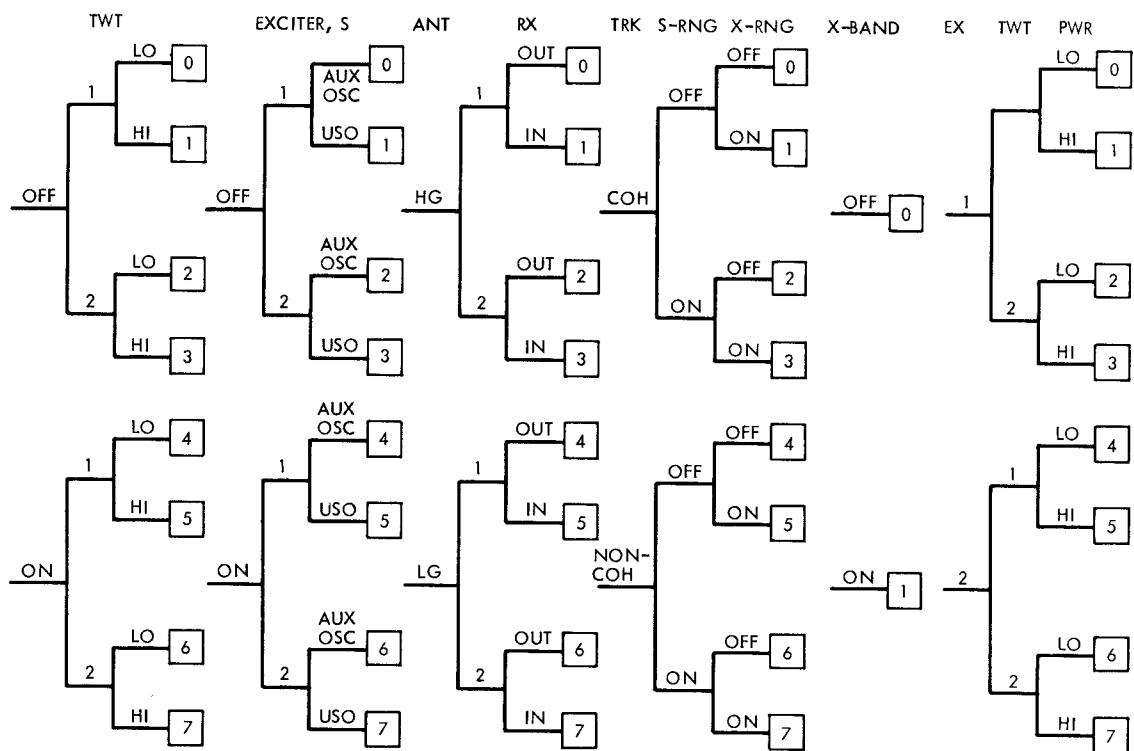 TWT EXCITER, S ANT RX TRK S-RNG X-RNG X-BAND EX TWT PWR
LO 0 AUX OSC 0 OUT 0 OFF 0 LO 0
1 1 1 OFF
HI 1 USO 1 IN 1 ON 1 HI 1
OFF OFF HG COH OFF 0 1
LO 2 AUX OSC 2 OUT 2 OFF 2 LO 2
2 2 2 ON 2
HI 3 USO 3 IN 3 ON 3 HI 3
LO 4 AUX OSC 4 OUT 4 OFF 4 LO 4
1 1 1 OFF 1
HI 5 USO 5 IN 5 ON 5 HI 5
ON ON LG NON-COH ON 1 2
LO 6 AUX OSC 6 OUT 6 OFF 6 LO 6
2 2 2 ON 2
HI 7 USO 7 IN 7 ON 7 HI 7